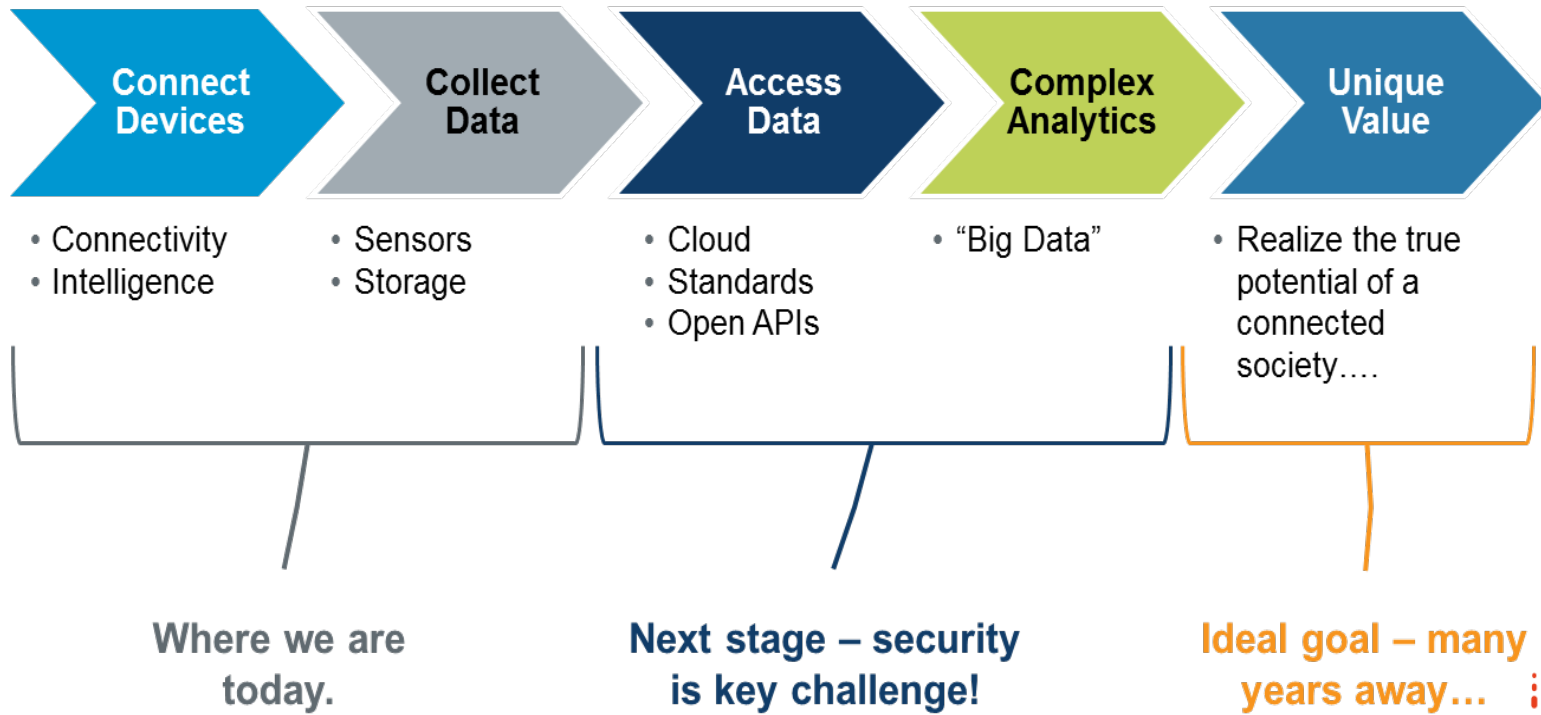 Connect
Devices
Collect
Data
Access
Data
Complex
Analytics
Unique
Value
• Connectivity
• Intelligence
• Sensors
• Storage
• Cloud
• Standards
• Open APIs
• “Big Data”
• Realize the true
potential of a
connected
society….
Where we are
today.
Next stage – security
is key challenge!
Ideal goal – many
years away…